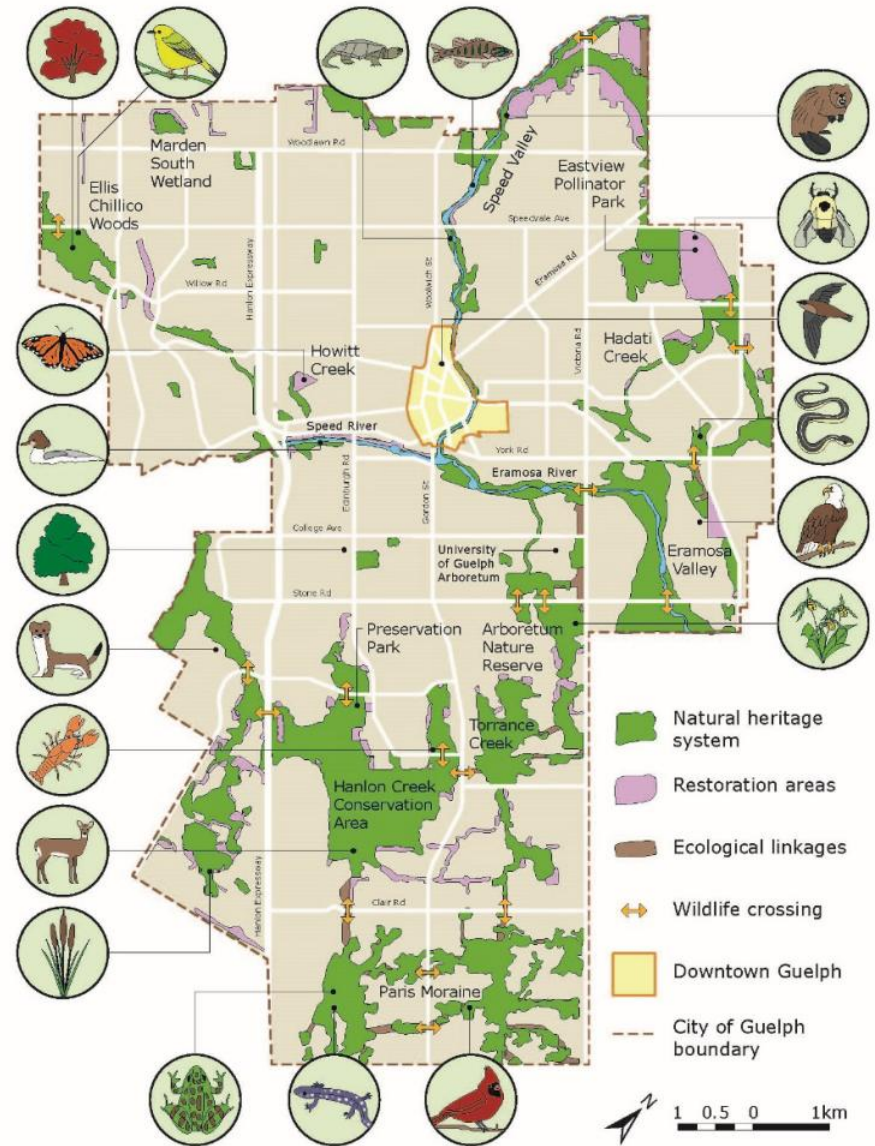 Marden
South
Wetland
Woodlawn Rd
Speed Valley
Eastview
Pollinator
Park
Ellis
Chillico
Woods
Speedvale Ave
Hanlon Expressway
Woolwich St
Eramosa Rd
Willow Rd
Victoria Rd
Hadati
Creek
Howitt
Creek
Speed River
York Rd
Eramosa River
Edinburgh Rd
Gordon St
College Ave
University
of Guelph
Arboretum
Eramosa
Valley
Stone Rd
Preservation
Park
Arboretum
Nature
Reserve
Torrance
Creek
Hanlon Creek
Conservation
Area
Hanlon Expressway
Clair Rd
Paris Moraine
Natural heritage
system
Restoration areas
Ecological linkages
Wildlife crossing
Downtown Guelph
City of Guelph
boundary
N
1 0.5 0 1km